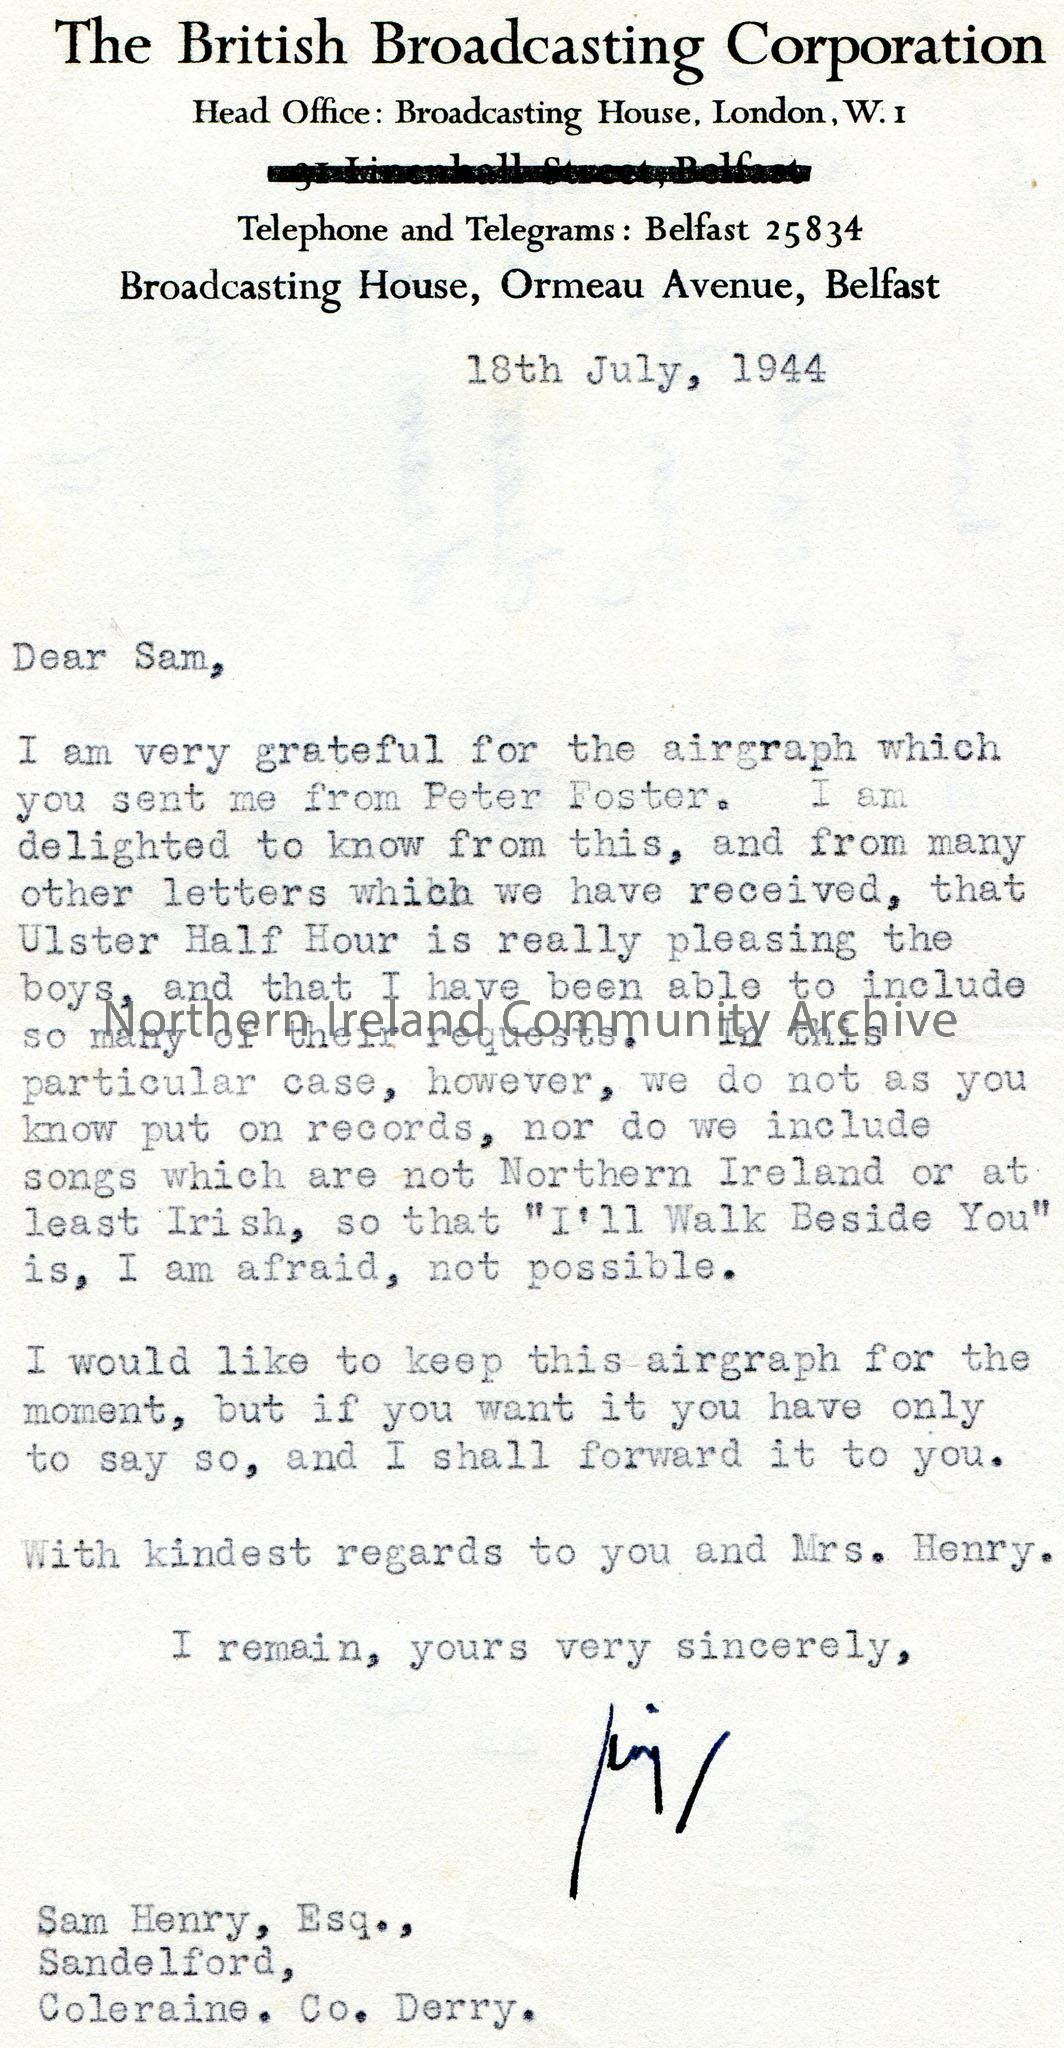 The British Broadcasting Corporation
Head Office: Broadcasting House, London, W. 1
31 Linenhall Street, Belfast
Telephone and Telegrams: Belfast 25834
Broadcasting House, Ormeau Avenue, Belfast
18th July, 1944
Dear Sam,
I am very grateful for the airgraph which
you sent me from Peter Foster. I am
delighted to know from this, and from many
other letters which we have received, that
Ulster Half Hour is really pleasing the
boys, and that I have been able to include
Northern Ireland Community Archive
so many of their requests. In this
particular case, however, we do not as you
know put on records, nor do we include
songs which are not Northern Ireland or at
least Irish, so that "I'll Walk Beside You"
is, I am afraid, not possible.
I would like to keep this airgraph for the
moment, but if you want it you have only
to say so, and I shall forward it to you.
With kindest regards to you and Mrs. Henry.
I remain, yours very sincerely,
Sam Henry, Esq.,
Sandelford,
Coleraine. Co. Derry.